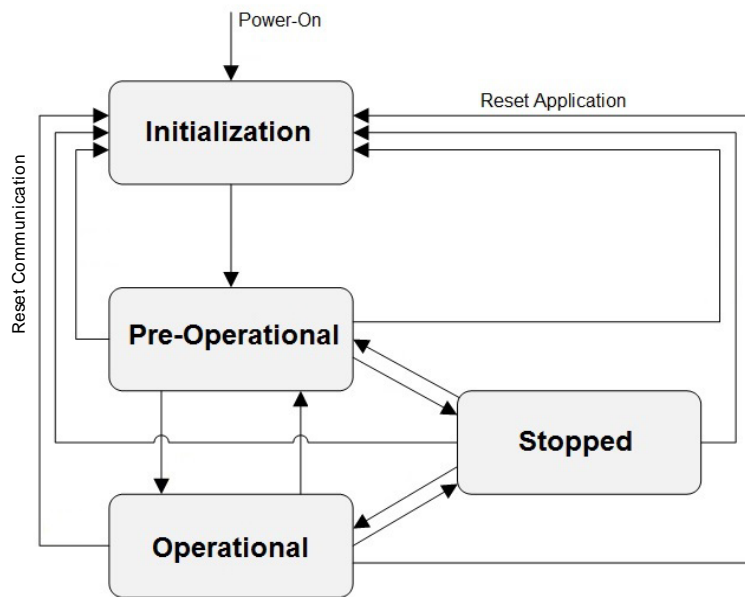 Power-On
Reset Application
Initialization
Reset Communication
Pre-Operational
Stopped
Operational